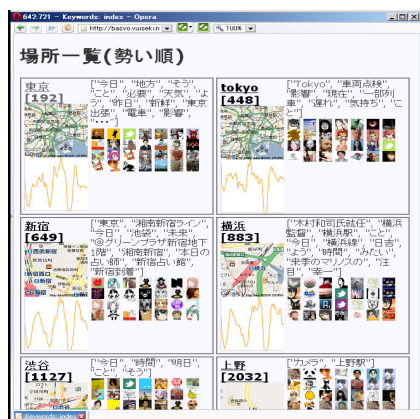 642:721 - Keywords: index - Opera
http://basvo.yuiseki.n
100%
場所一覧(勢い順)
東京
[192]
["今日", "地方", "そう",
"こと", "必要", "天気", "よ
う", "昨日", "新鮮", "東京
出張", "電車", "影響",
tokyo
[448]
["Tokyo", "車両点検",
"影響", "現在", "一部列
車", "遅れ", "気持ち", "こ
と"]
新宿
[649]
["東京", "湘南新宿ライン",
"今日", "池袋", "未来",
"@グリーンプラザ新宿地下
1階", "湘南新宿", "本日の
占い師", "新宿占い館",
"新宿到着"]
横浜
[883]
["木村和司氏就任", "横浜
監督", "横浜駅", "こと",
"今日", "横浜線", "日吉",
"よう", "時間", "みたい",
"来季のマリノスの", "注
目", "幸一"]
渋谷
[1127]
["今日", "時間", "明日",
"こと", "そう"]
上野
[2032]
["カメラ", "上野駅"]
Keywords: index